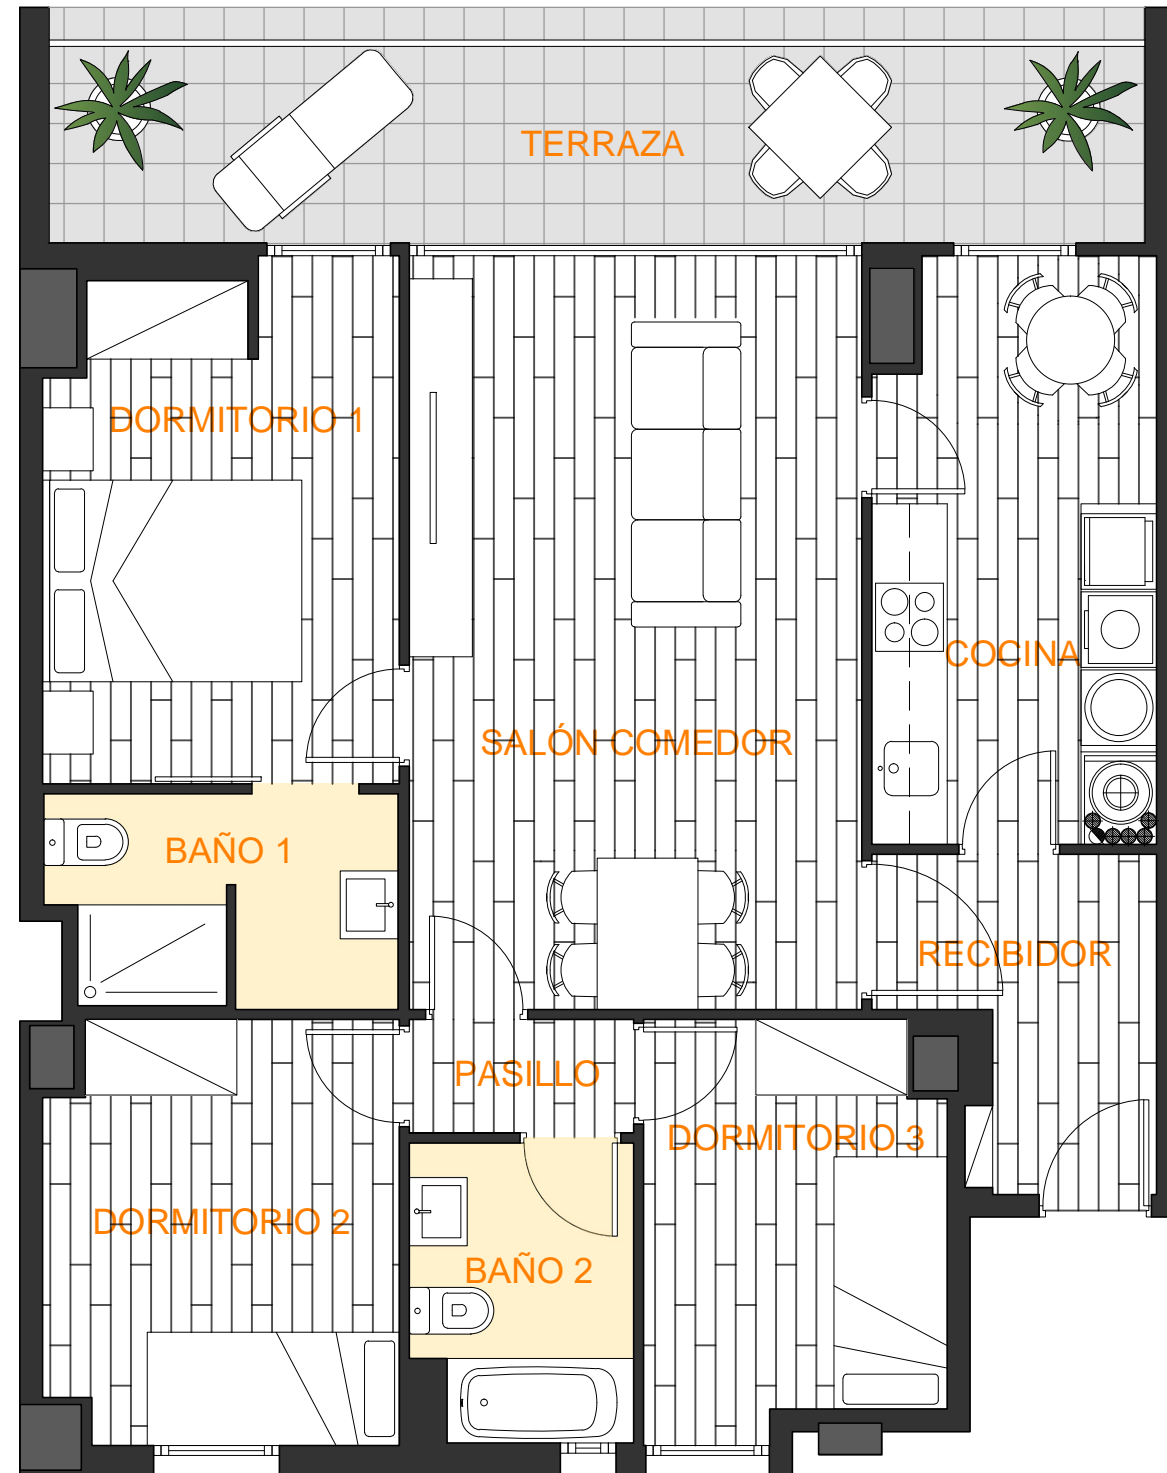 TERRAZA
DORMITORIO 1
COCINA
SALÓN COMEDOR
BAÑO 1
RECIBIDOR
PASILLO
DORMITORIO 3
DORMITORIO 2
BAÑO 2